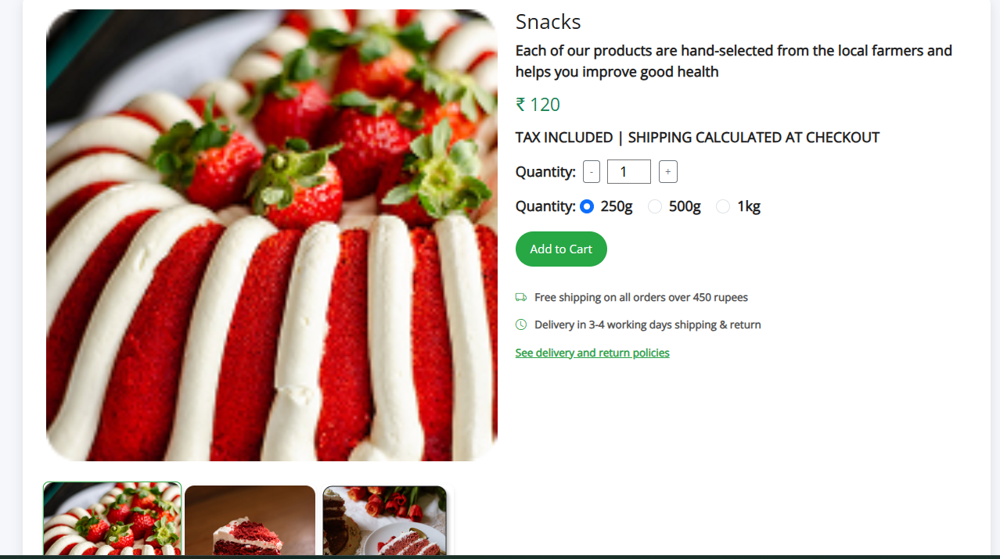 Snacks
Each of our products are hand-selected from the local farmers and
helps you improve good health
₹ 120
TAX INCLUDED | SHIPPING CALCULATED AT CHECKOUT
Quantity: - 1 +
Quantity: 250g 500g 1kg
Add to Cart
Free shipping on all orders over 450 rupees
Delivery in 3-4 working days shipping & return
See delivery and return policies